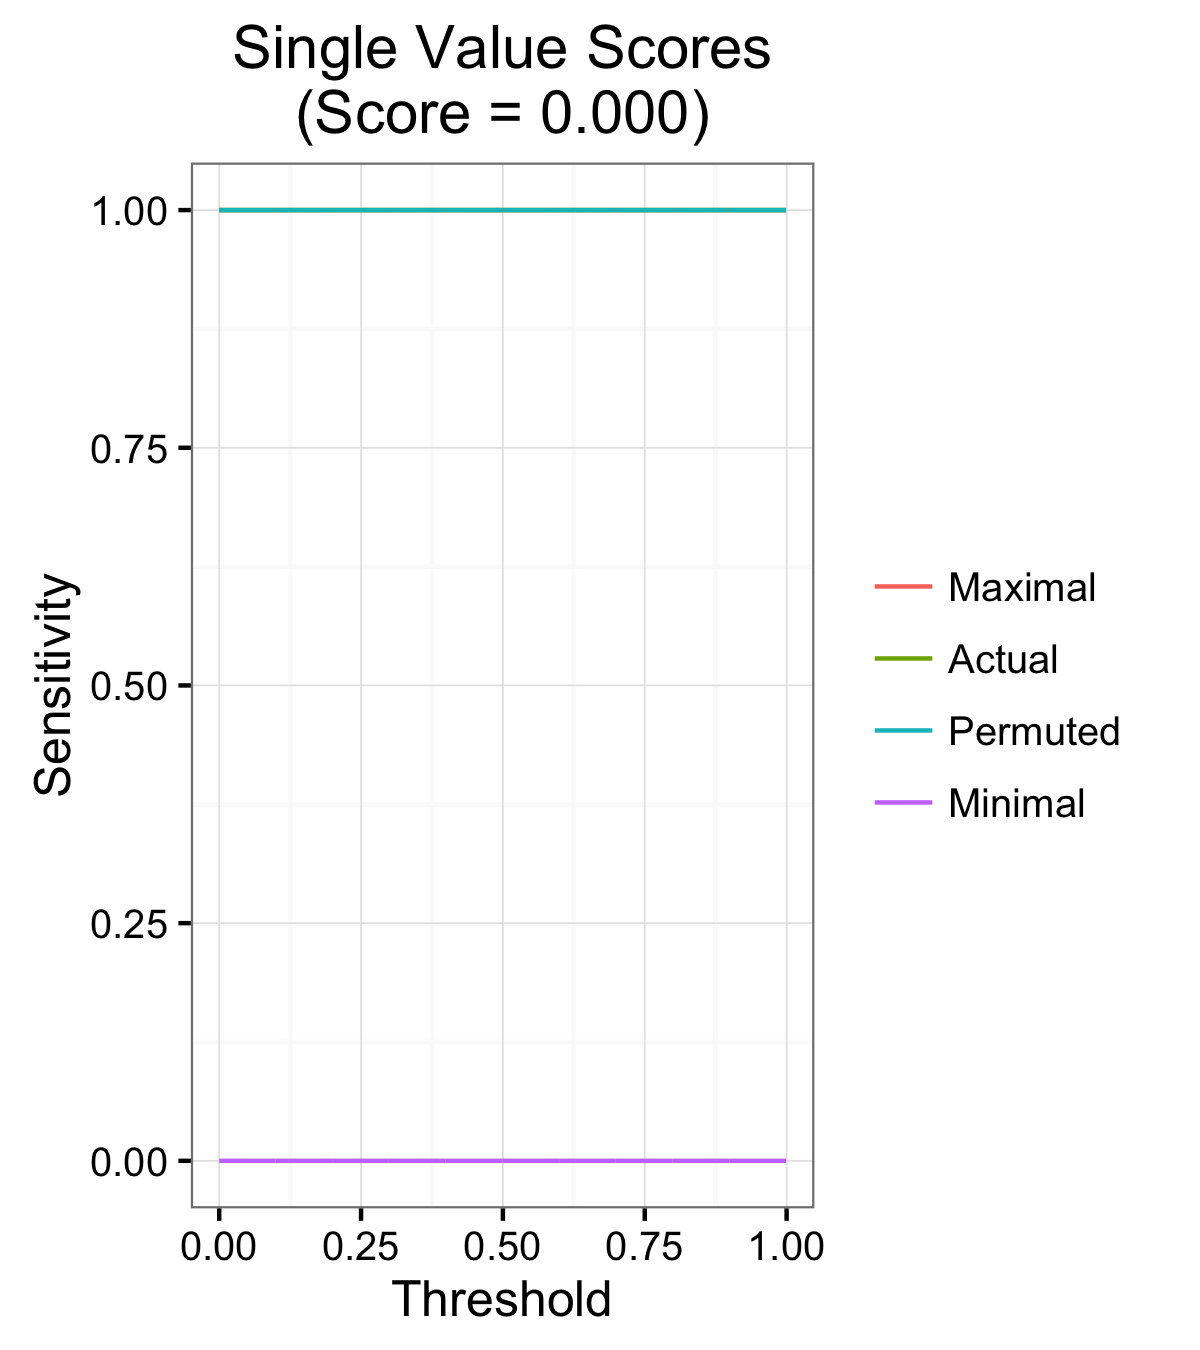 Single Value Scores
(Score = 0.000)
1.00
0.75
0.50
0.25
0.00
Sensitivity
0.00 0.25 0.50 0.75 1.00
Threshold
Maximal
Actual
Permuted
Minimal